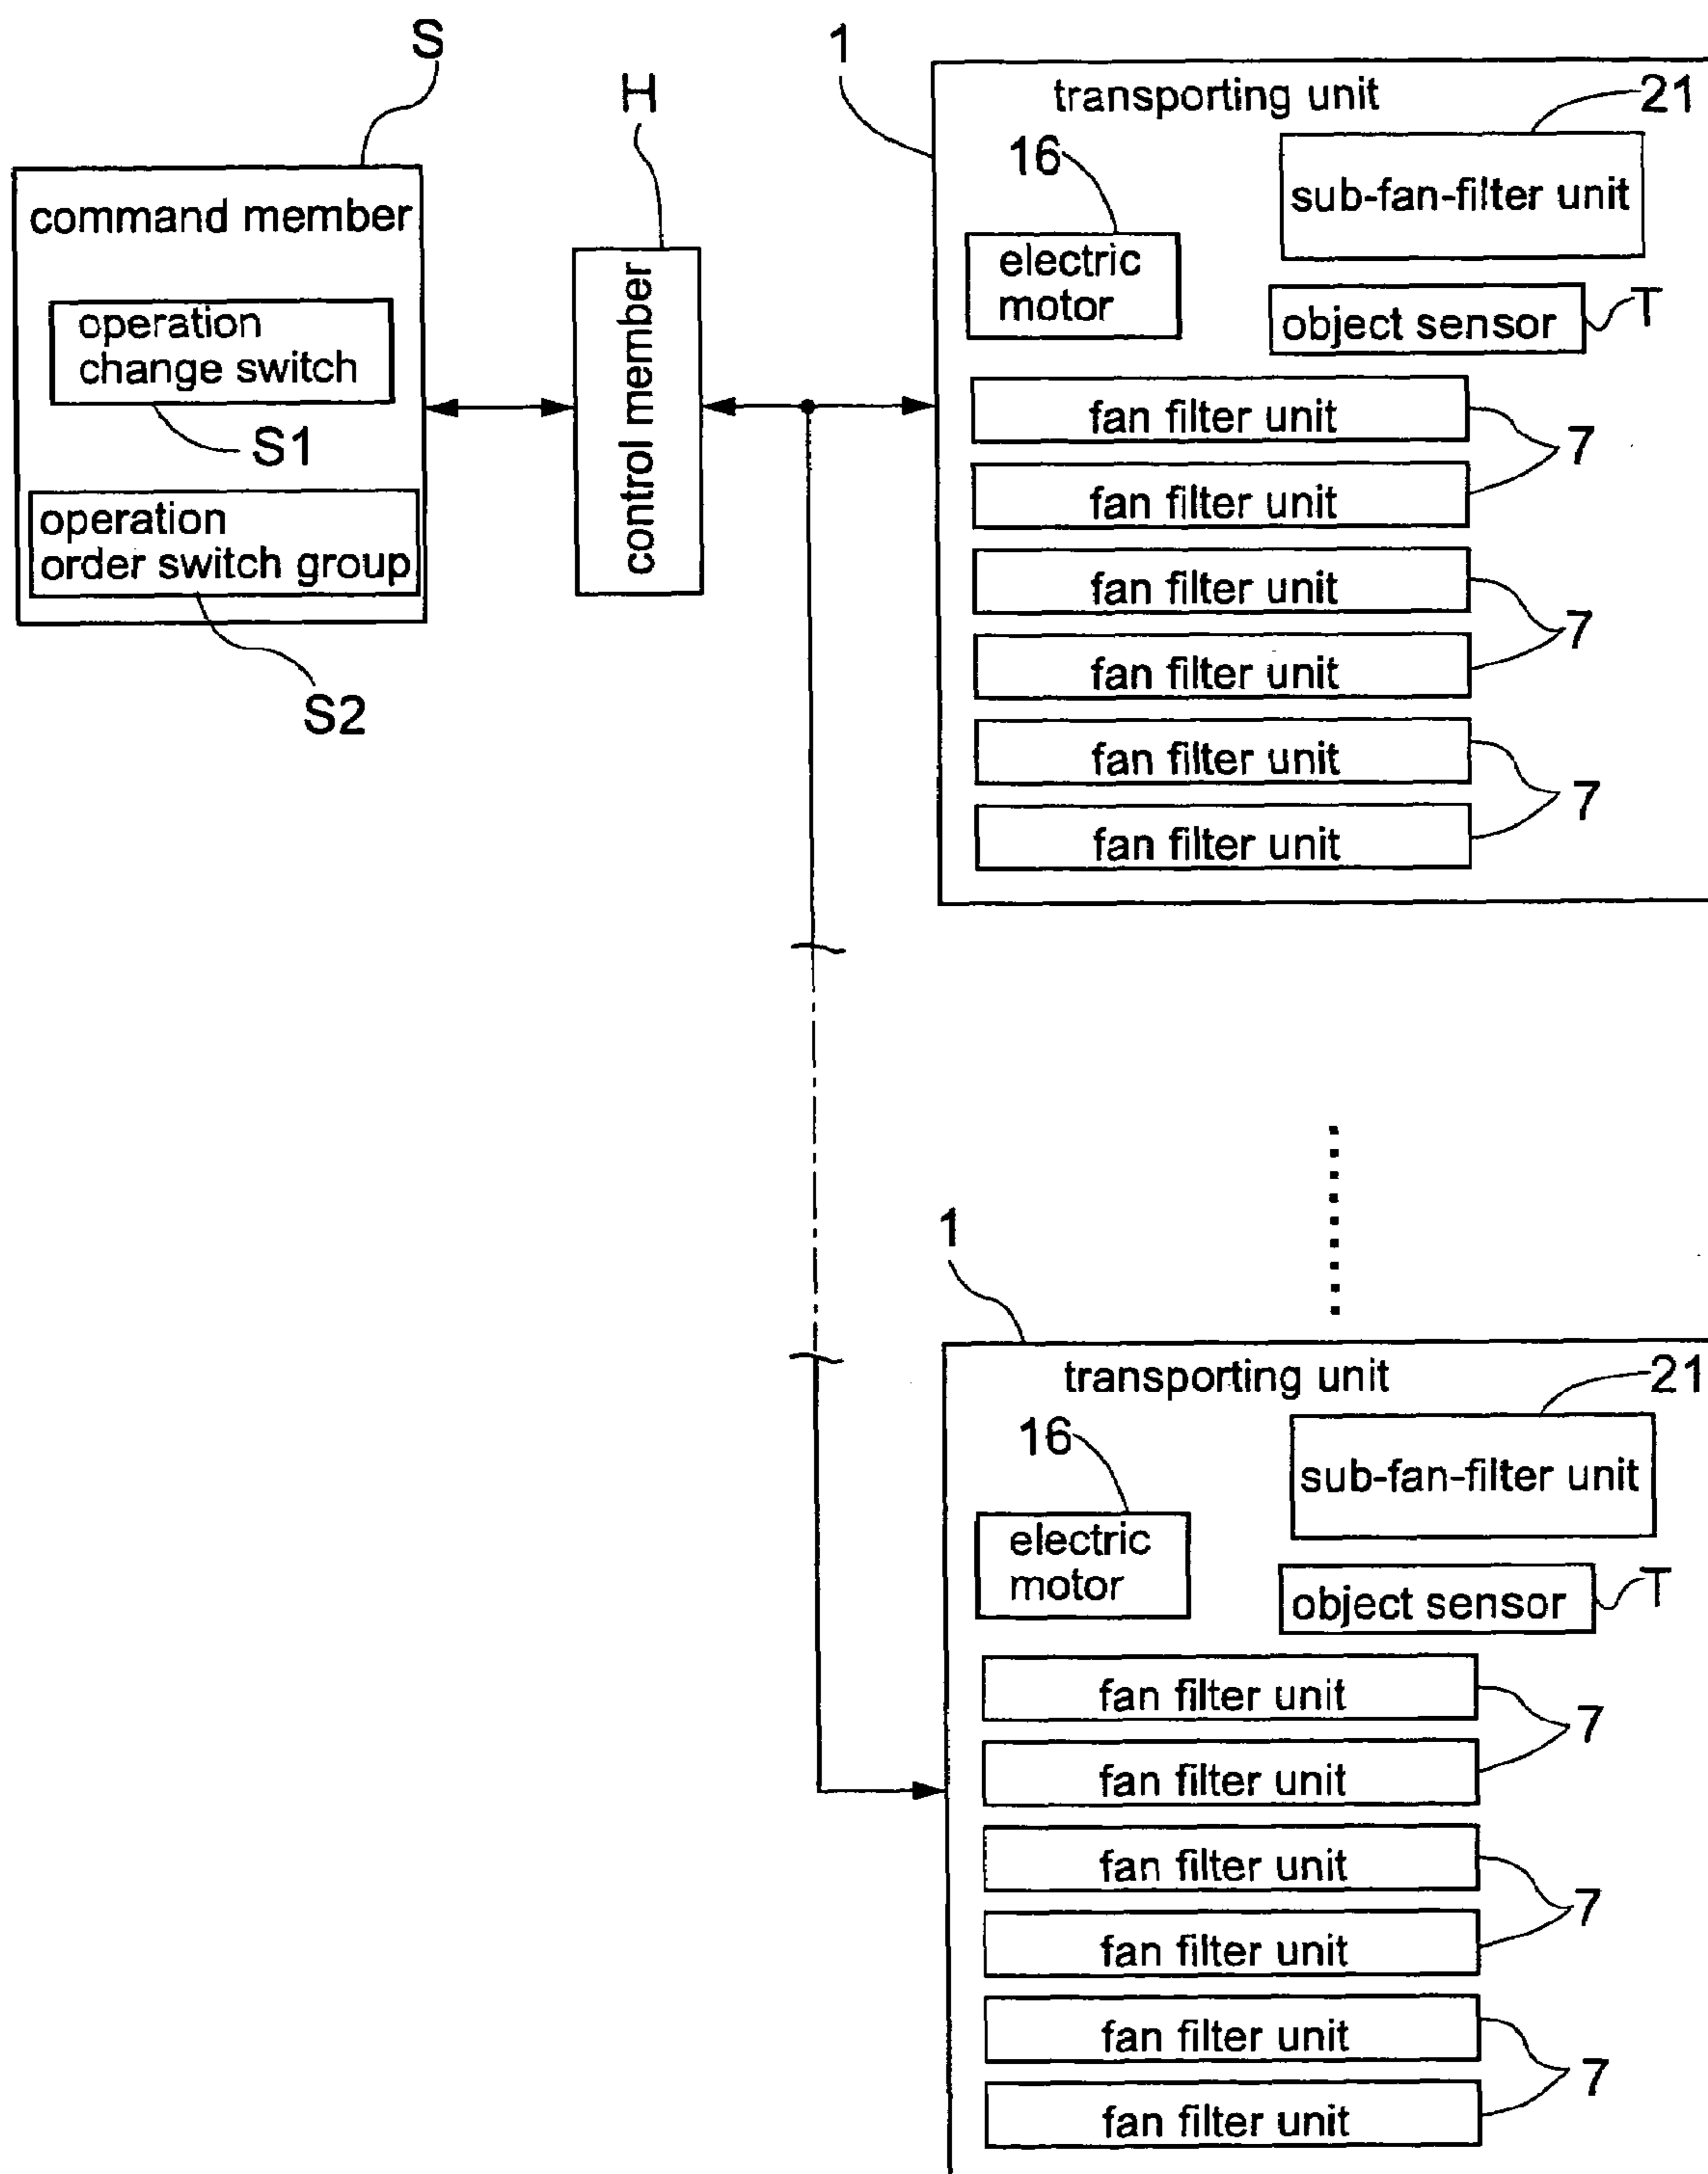 S
command member
operation
change switch
S1
operation
order switch group
S2
H
control member
1
transporting unit
21
sub-fan-filter unit
16
electric
motor
object sensor
T
fan filter unit
fan filter unit
7
fan filter unit
fan filter unit
7
fan filter unit
fan filter unit
7
1
transporting unit
21
sub-fan-filter unit
16
electric
motor
object sensor
T
fan filter unit
fan filter unit
7
fan filter unit
fan filter unit
7
fan filter unit
fan filter unit
7